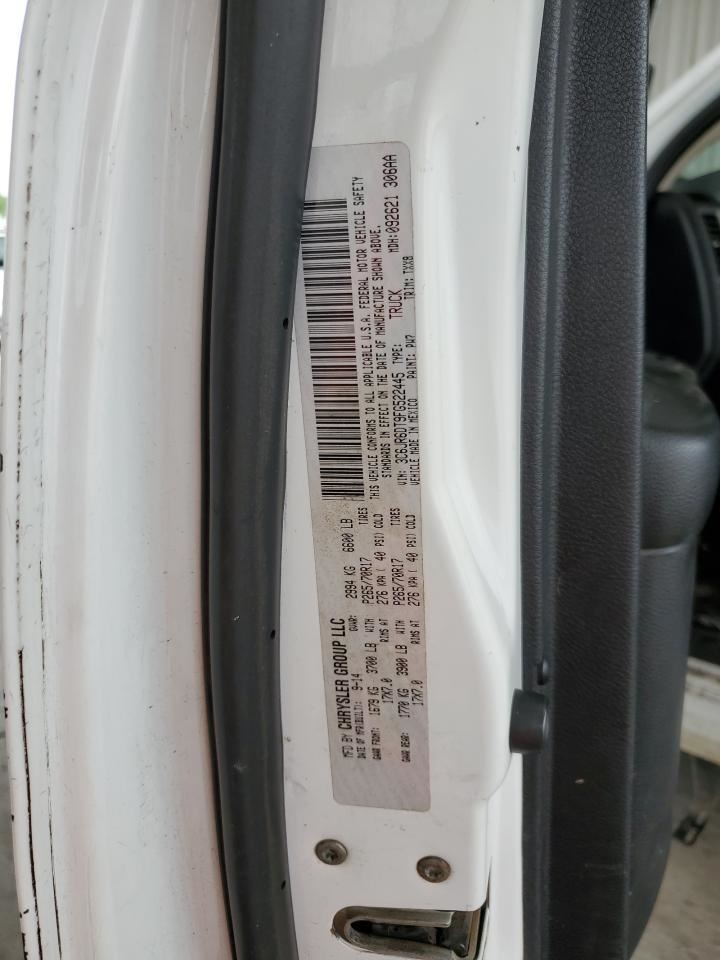 MFD BY CHRYSLER GROUP LLC
DATE OF MFR(BUILT): 9-14 GVWR: 2994 KG 6600 LB
GAWR FRONT: 1679 KG 3700 LB WITH P265/70R17 TIRES
17X7.0 RIMS AT 276 KPA ( 40 PSI) COLD
GAWR REAR: 1770 KG 3900 LB WITH P265/70R17 TIRES
17X7.0 RIMS AT 276 KPA ( 40 PSI) COLD
THIS VEHICLE CONFORMS TO ALL APPLICABLE U.S.A. FEDERAL MOTOR VEHICLE SAFETY
STANDARDS IN EFFECT ON THE DATE OF MANUFACTURE SHOWN ABOVE.
VIN: 3C6JR6DT9FG522445 TYPE: TRUCK MDH:092621 306AA
VEHICLE MADE IN MEXICO PAINT: PW7 TRIM: TXX8